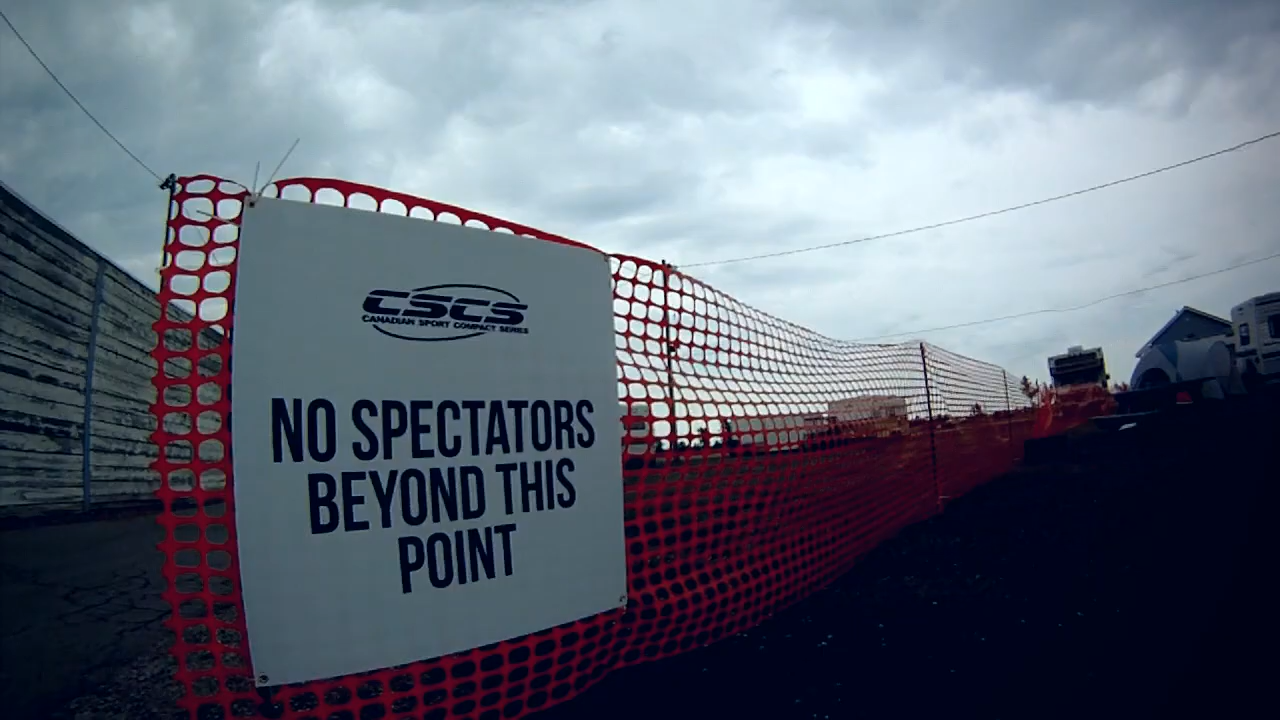 CSCS
CANADIAN SPORT COMPACT SERIES
NO SPECTATORS
BEYOND THIS
POINT